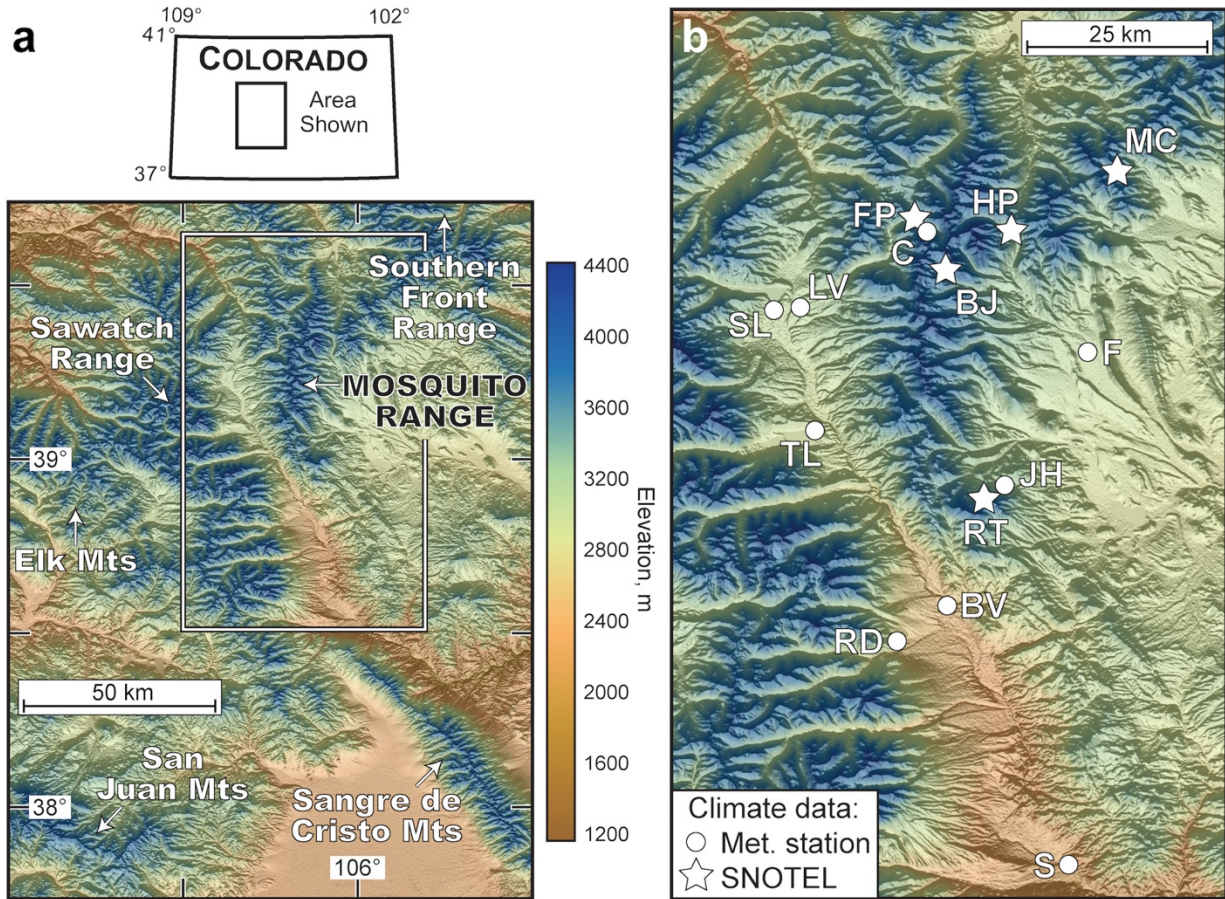 a
109°
102°
41°
COLORADO
Area
Shown
37°
Southern
Front
Range
Sawatch
Range
MOSQUITO
RANGE
39°
Elk Mts
50 km
San
Juan Mts
38°
Sangre de
Cristo Mts
106°
4400
4000
3600
3200
2800
2400
2000
1600
1200
Elevation, m
b
25 km
MC
FP
HP
C
BJ
LV
SL
F
TL
JH
RT
BV
RD
S
Climate data:
Met. station
SNOTEL